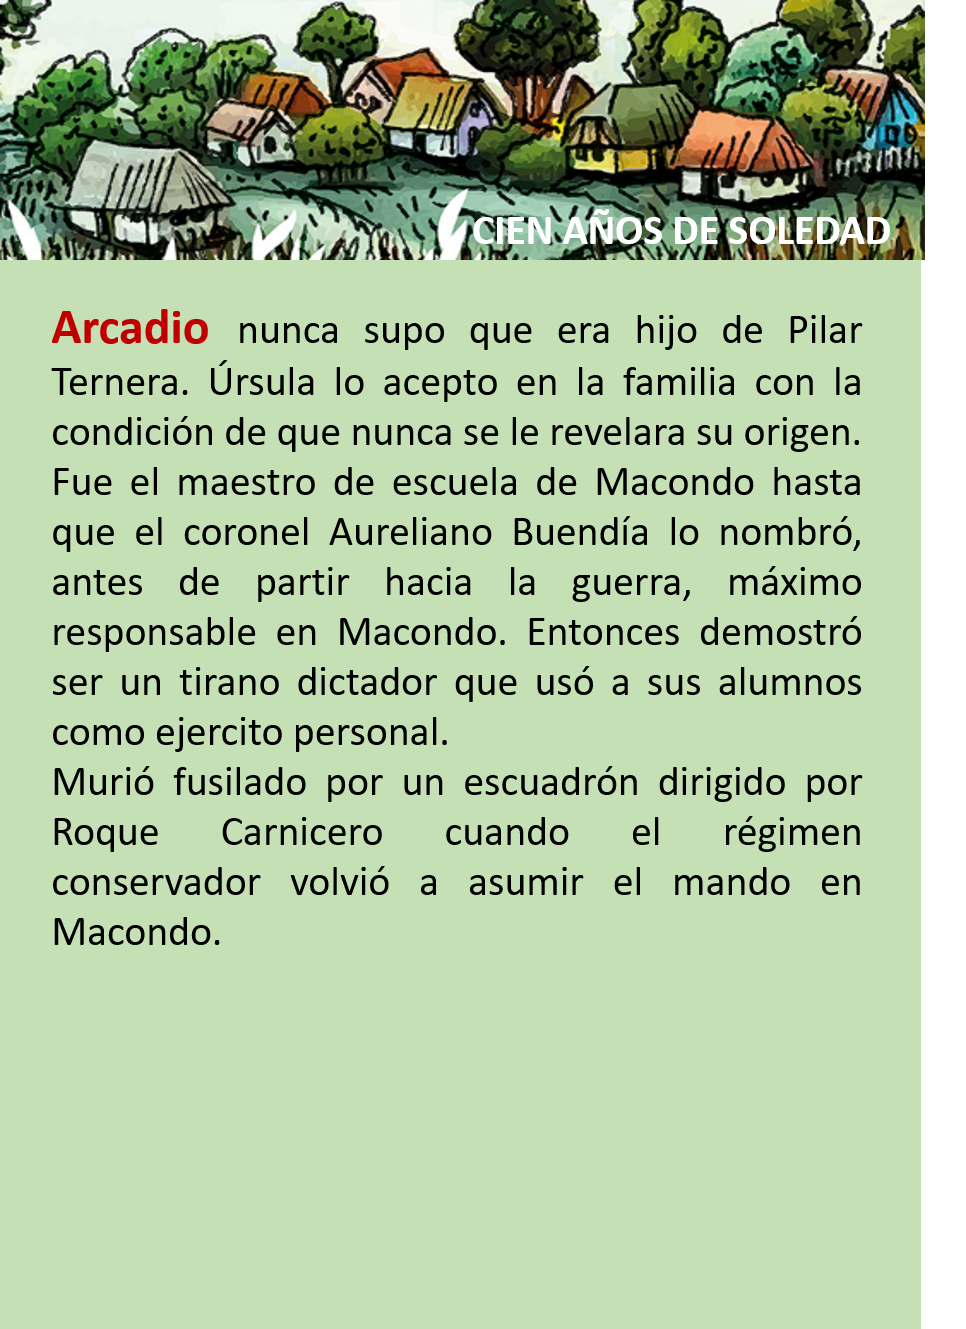 CIEN AÑOS DE SOLEDAD
Arcadio nunca supo que era hijo de Pilar
Ternera. Úrsula lo acepto en la familia con la
condición de que nunca se le revelara su origen.
Fue el maestro de escuela de Macondo hasta
que el coronel Aureliano Buendía lo nombró,
antes de partir hacia la guerra, máximo
responsable en Macondo. Entonces demostró
ser un tirano dictador que usó a sus alumnos
como ejercito personal.
Murió fusilado por un escuadrón dirigido por
Roque Carnicero cuando el régimen
conservador volvió a asumir el mando en
Macondo.